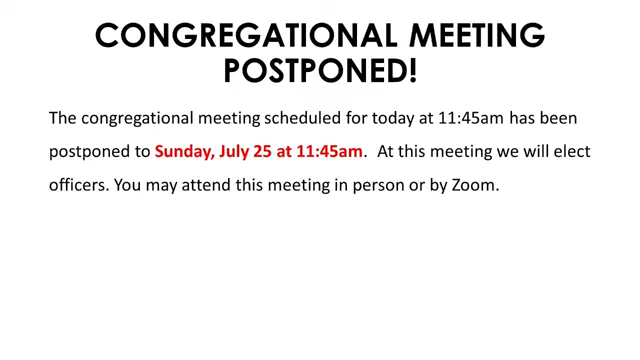 CONGREGATIONAL MEETING
POSTPONED!
The congregational meeting scheduled for today at 11:45am has been
postponed to Sunday, July 25 at 11:45am.  At this meeting we will elect
officers. You may attend this meeting in person or by Zoom.